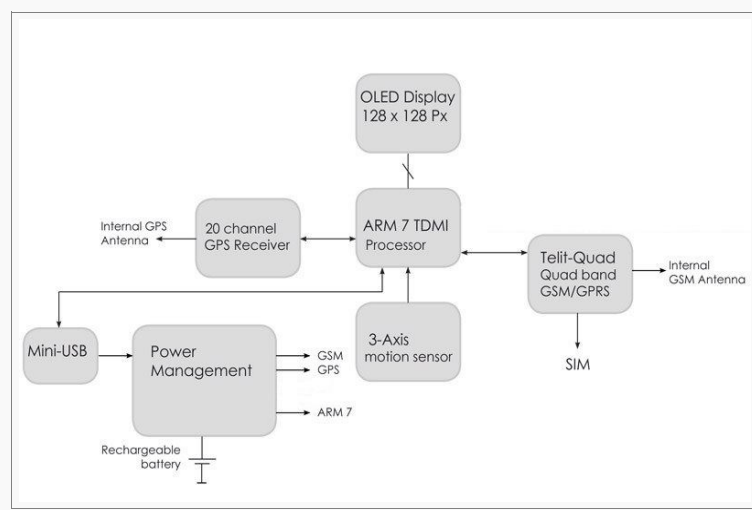 OLED Display
128 x 128 Px
Internal GPS
Antenna
20 channel
GPS Receiver
ARM 7 TDMI
Processor
Telit-Quad
Quad band
GSM/GPRS
Internal
GSM Antenna
Mini-USB
Power
Management
GSM
GPS
ARM 7
3-Axis
motion sensor
SIM
Rechargeable
battery